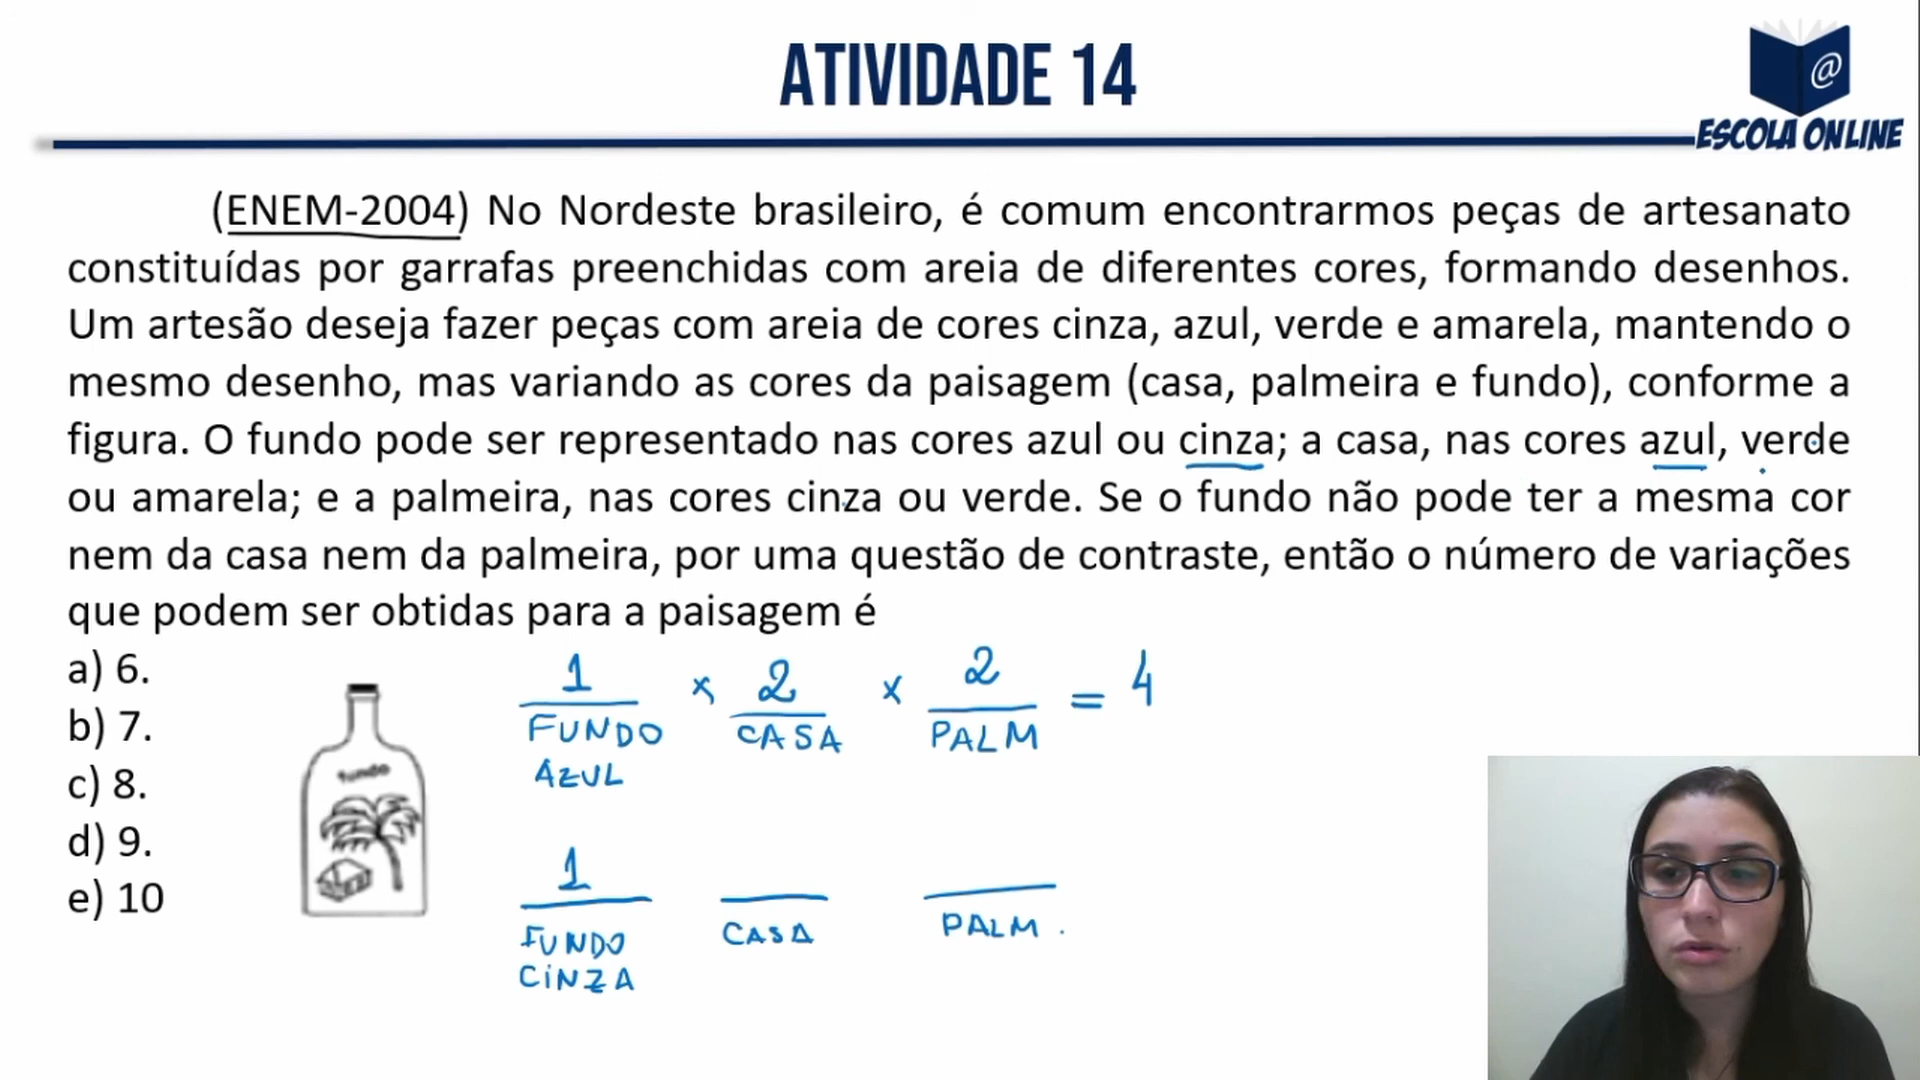 ATIVIDADE 14
@
ESCOLA ONLINE
(ENEM-2004) No Nordeste brasileiro, é comum encontrarmos peças de artesanato
constituídas por garrafas preenchidas com areia de diferentes cores, formando desenhos.
Um artesão deseja fazer peças com areia de cores cinza, azul, verde e amarela, mantendo o
mesmo desenho, mas variando as cores da paisagem (casa, palmeira e fundo), conforme a
figura. O fundo pode ser representado nas cores azul ou cinza; a casa, nas cores azul, verde
ou amarela; e a palmeira, nas cores cinza ou verde. Se o fundo não pode ter a mesma cor
nem da casa nem da palmeira, por uma questão de contraste, então o número de variações
que podem ser obtidas para a paisagem é
a) 6.
b) 7.
c) 8.
d) 9.
e) 10
fundo
1 × 2 × 2 = 4
FUNDO CASA PALM
AZUL
1
FUNDO CASA PALM.
CINZA